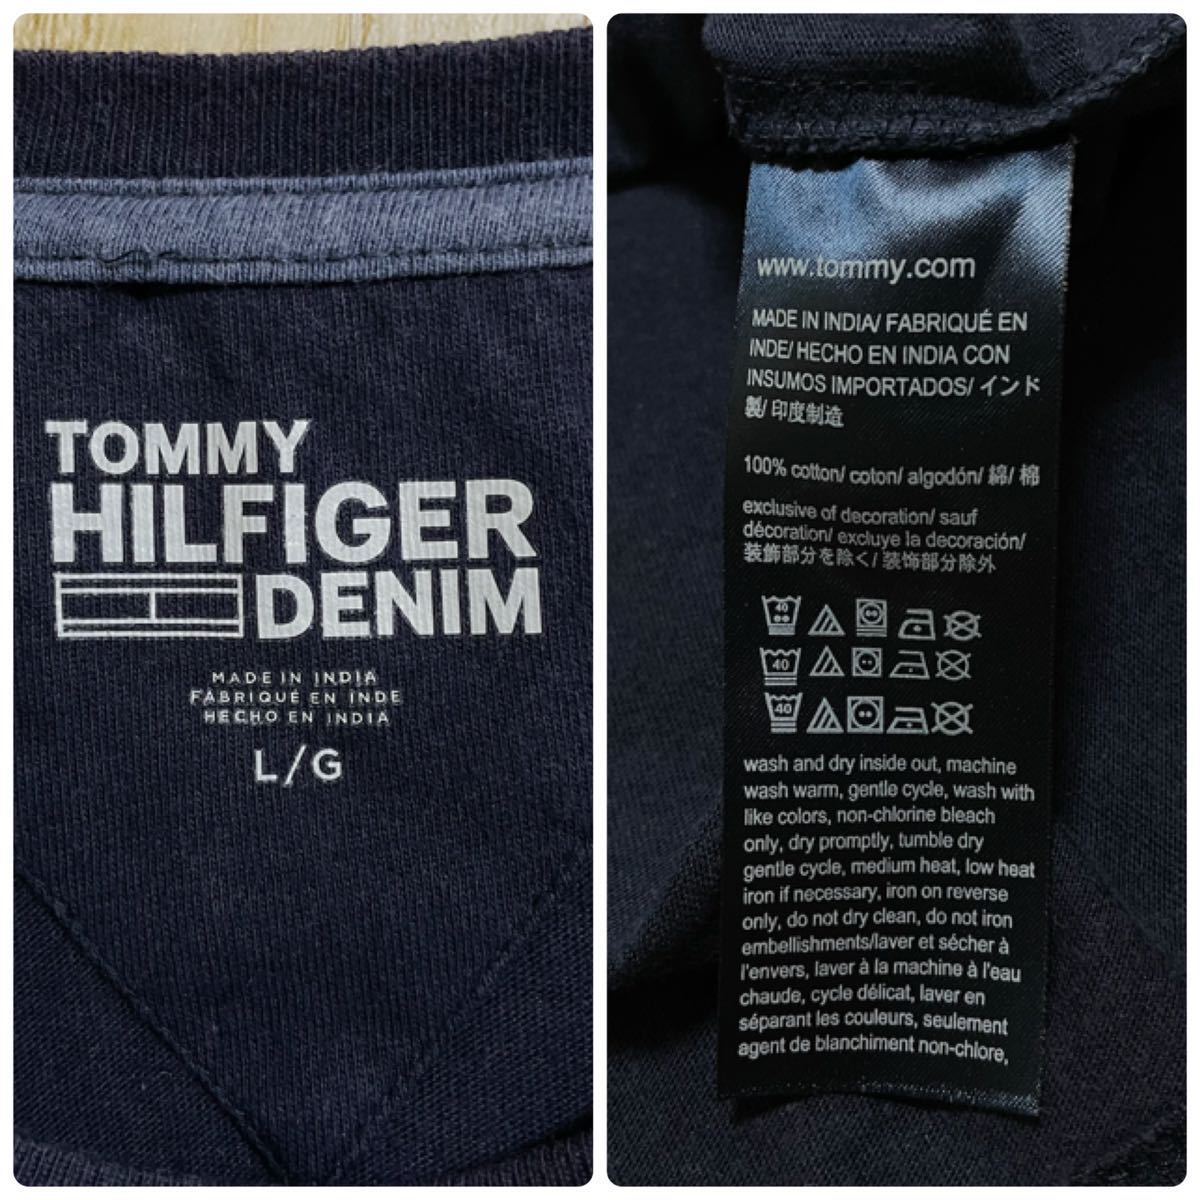 TOMMY
HILFIGER
DENIM
MADE IN INDIA
FABRIQUÉ EN INDE
HECHO EN INDIA
L/G
www.tommy.com
MADE IN INDIA/ FABRIQUÉ EN
INDE/ HECHO EN INDIA CON
INSUMOS IMPORTADOS/ インド
製/ 印度制造
100% cotton/ coton/ algodón/ 綿/ 棉
exclusive of decoration/ sauf
décoration/ excluye la decoración/
装飾部分を除く/ 装饰部分除外
40
40
40
wash and dry inside out, machine
wash warm, gentle cycle, wash with
like colors, non-chlorine bleach
only, dry promptly, tumble dry
gentle cycle, medium heat, low heat
iron if necessary, iron on reverse
only, do not dry clean, do not iron
embellishments/laver et sécher à
l'envers, laver à la machine à l'eau
chaude, cycle délicat, laver en
séparant les couleurs, seulement
agent de blanchiment non-chlore,